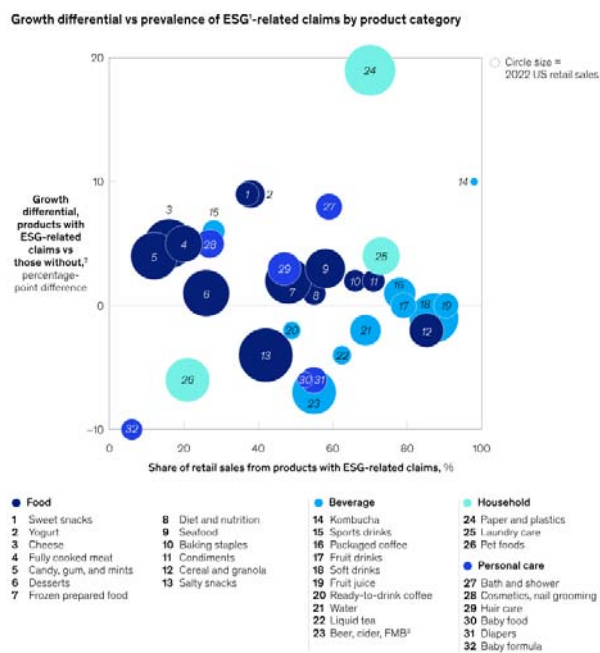 Growth differential vs prevalence of ESG¹-related claims by product category
Circle size =
2022 US retail sales
Growth
differential,
products with
ESG-related
claims vs
those without,²
percentage-
point difference
20
10
0
−10
24
14
1
2
27
3
15
5
4
28
25
29
9
7
8
10
11
6
16
17
18
19
12
20
21
22
13
26
30
31
23
32
0
20
40
60
80
100
Share of retail sales from products with ESG-related claims, %
Food
1 Sweet snacks
2 Yogurt
3 Cheese
4 Fully cooked meat
5 Candy, gum, and mints
6 Desserts
7 Frozen prepared food
8 Diet and nutrition
9 Seafood
10 Baking staples
11 Condiments
12 Cereal and granola
13 Salty snacks
Beverage
14 Kombucha
15 Sports drinks
16 Packaged coffee
17 Fruit drinks
18 Soft drinks
19 Fruit juice
20 Ready-to-drink coffee
21 Water
22 Liquid tea
23 Beer, cider, FMB³
Household
24 Paper and plastics
25 Laundry care
26 Pet foods
Personal care
27 Bath and shower
28 Cosmetics, nail grooming
29 Hair care
30 Baby food
31 Diapers
32 Baby formula